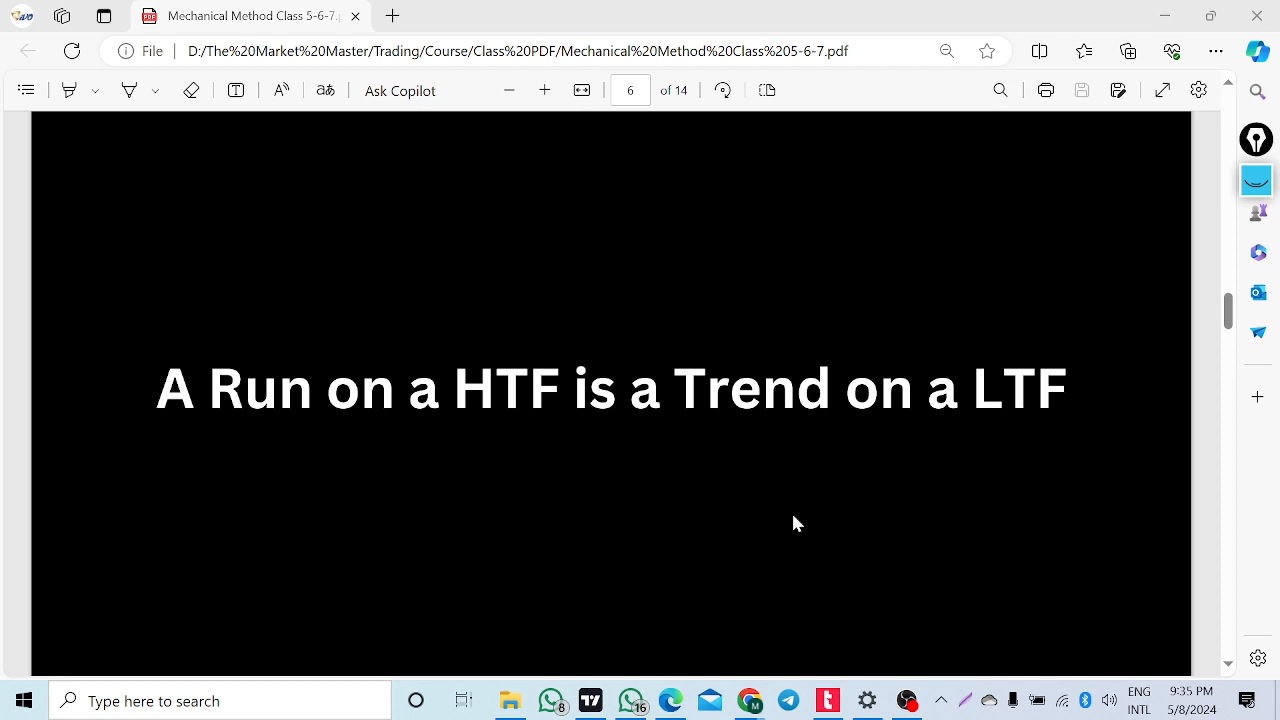 Mechanical Method Class 5-6-7.p
File
D:/The%20Market%20Master/Trading/Course/Class%20PDF/Mechanical%20Method%20Class%205-6-7.pdf
6 of 14
Ask Copilot
A Run on a HTF is a Trend on a LTF
Type here to search
8
16
ENG
INTL
9:35 PM
5/8/2024